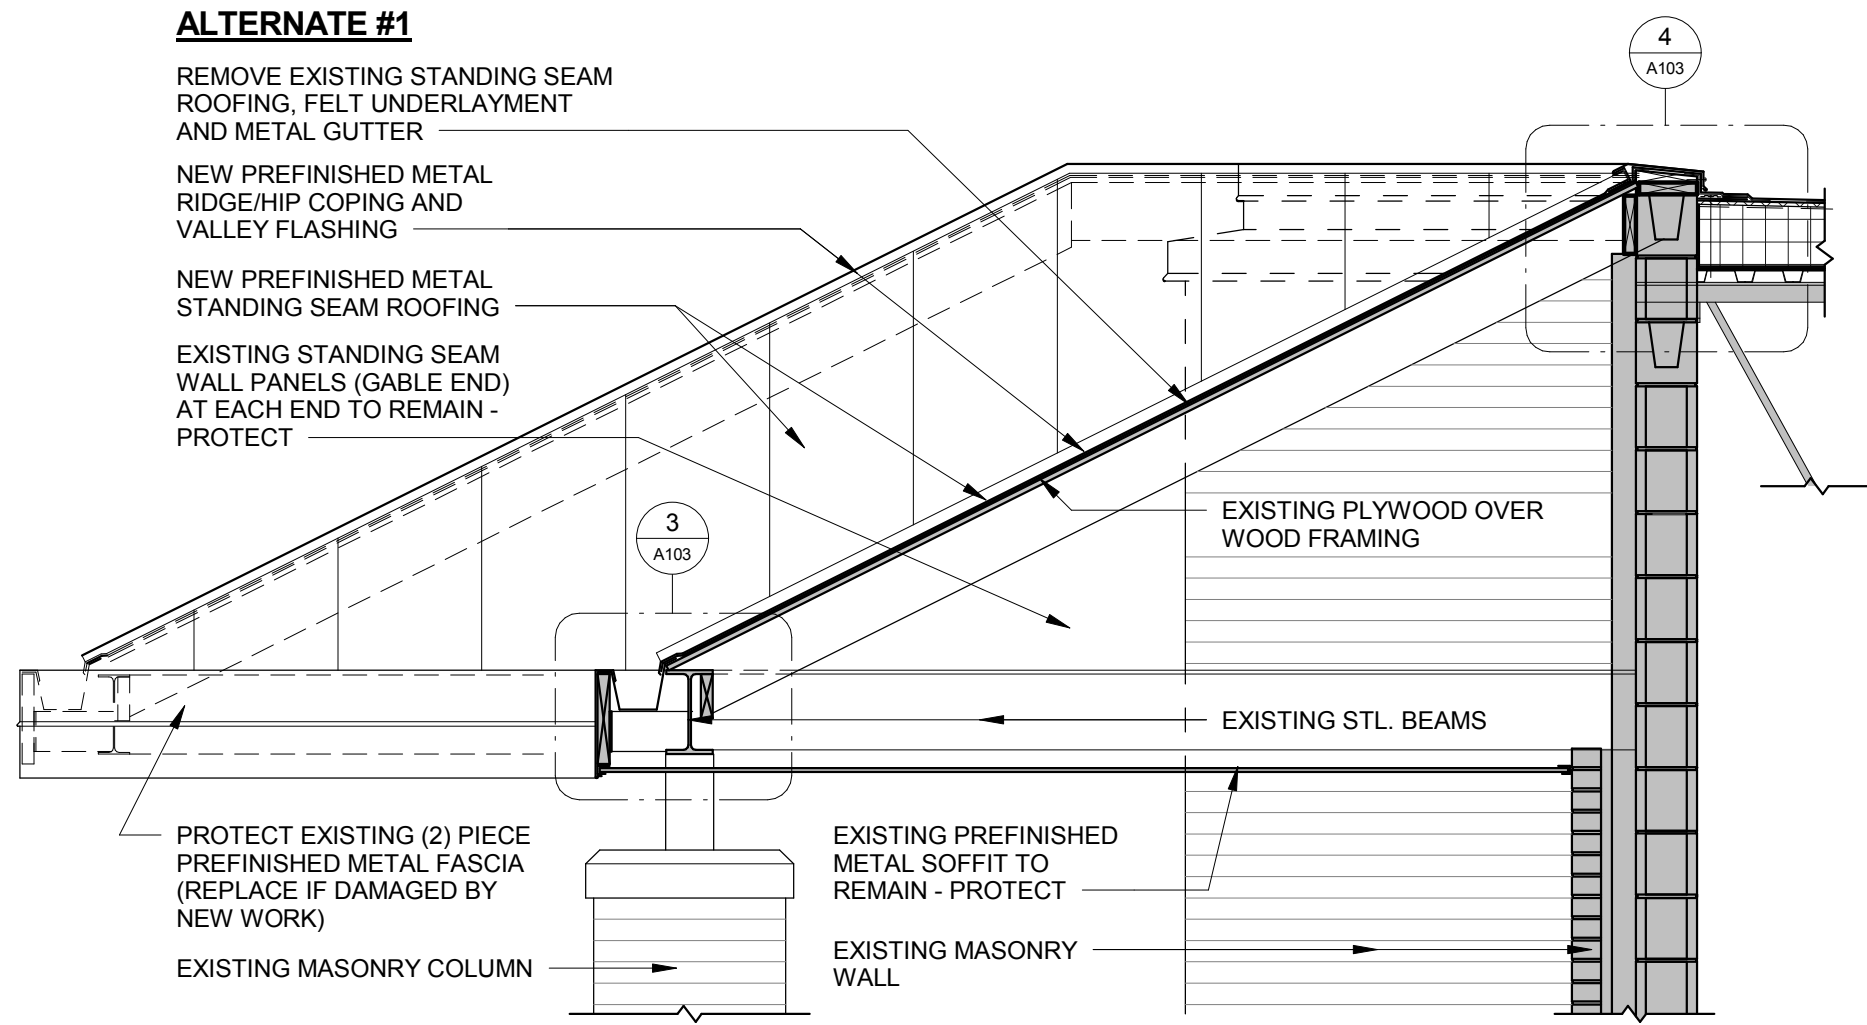 ALTERNATE #1
REMOVE EXISTING STANDING SEAM
ROOFING, FELT UNDERLAYMENT
AND METAL GUTTER
NEW PREFINISHED METAL
RIDGE/HIP COPING AND
VALLEY FLASHING
NEW PREFINISHED METAL
STANDING SEAM ROOFING
EXISTING STANDING SEAM
WALL PANELS (GABLE END)
AT EACH END TO REMAIN -
PROTECT
4
A103
3
A103
EXISTING PLYWOOD OVER
WOOD FRAMING
EXISTING STL. BEAMS
PROTECT EXISTING (2) PIECE
PREFINISHED METAL FASCIA
(REPLACE IF DAMAGED BY
NEW WORK)
EXISTING MASONRY COLUMN
EXISTING PREFINISHED
METAL SOFFIT TO
REMAIN - PROTECT
EXISTING MASONRY
WALL